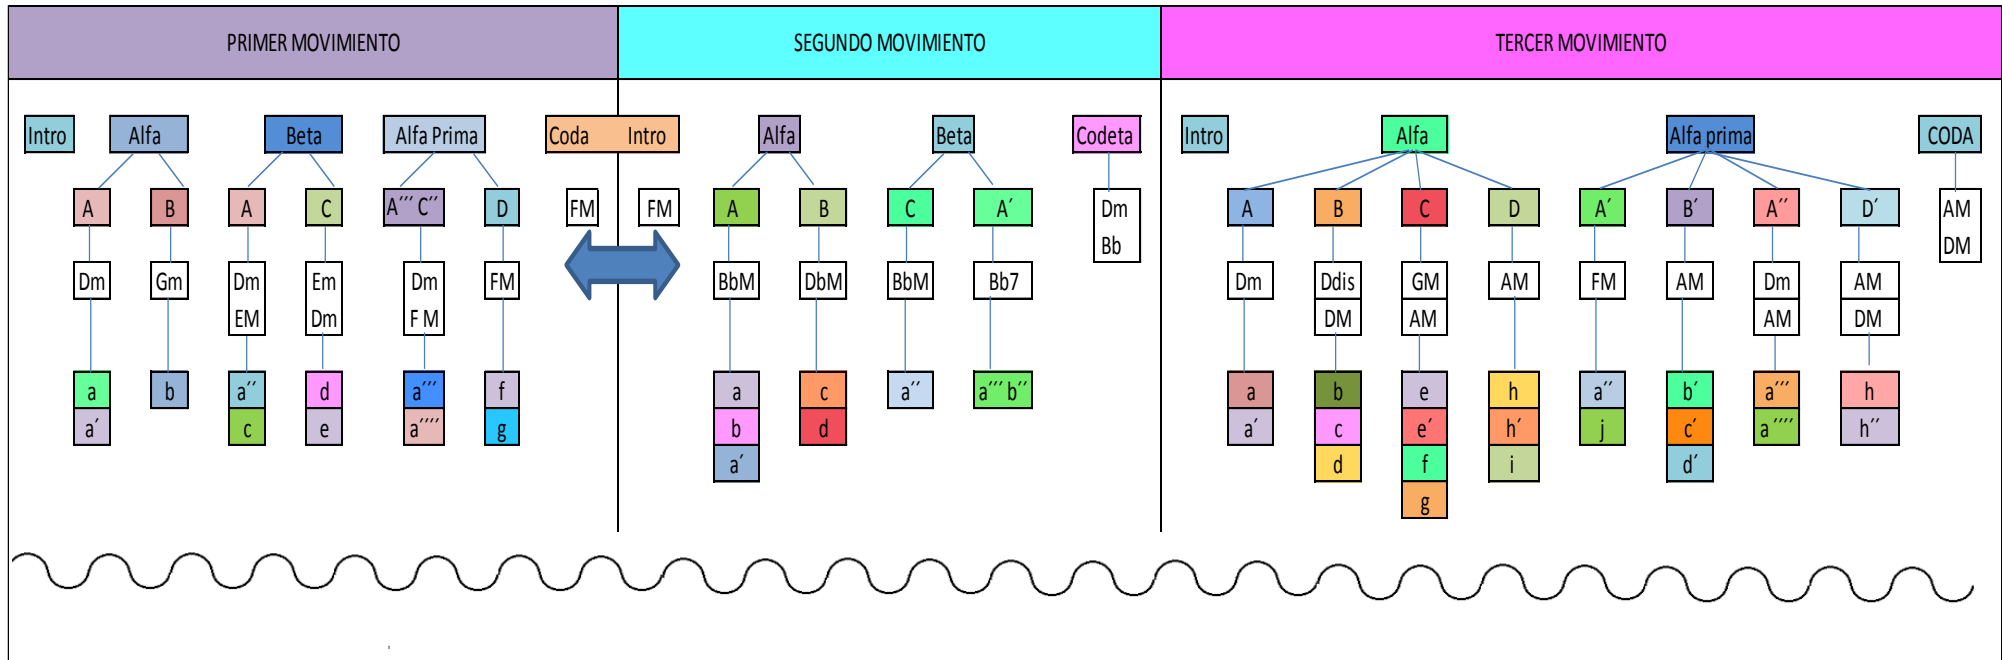 PRIMER MOVIMIENTO SEGUNDO MOVIMIENTO TERCER MOVIMIENTO
Intro Alfa Beta Alfa Prima Coda Intro Alfa Beta Codeta Intro Alfa Alfa prima CODA
A B A C A´´´ C´´ D FM FM A B C A´ Dm A B C D A´ B´ A´´ D´ AM
Bb DM
Dm Gm Dm Em Dm FM BbM DbM BbM Bb7 Dm Ddis GM AM FM AM Dm AM
EM Dm F M DM AM AM DM
a b a´´ d a´´´ f a c a´´ a´´´ b´´ a b e h a´´ b´ a´´´ h
a´ c e a´´´´ g b d a´ c e´ h´ j c´ a´´´´ h´´
a´ d f i d´
g